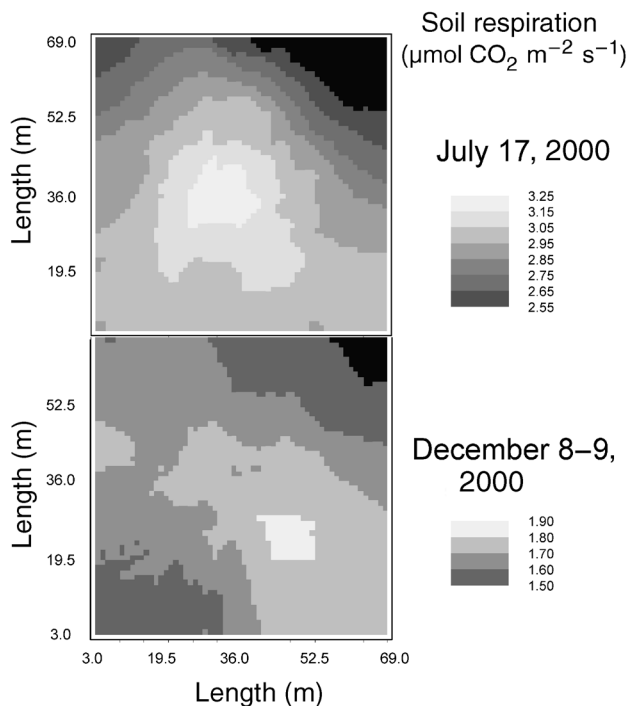 Soil respiration
(μmol CO₂ m⁻² s⁻¹)
69.0
52.5
36.0
19.5
Length (m)
July 17, 2000
3.25
3.15
3.05
2.95
2.85
2.75
2.65
2.55
52.5
36.0
19.5
3.0
Length (m)
December 8–9,
2000
1.90
1.80
1.70
1.60
1.50
3.0 19.5 36.0 52.5 69.0
Length (m)